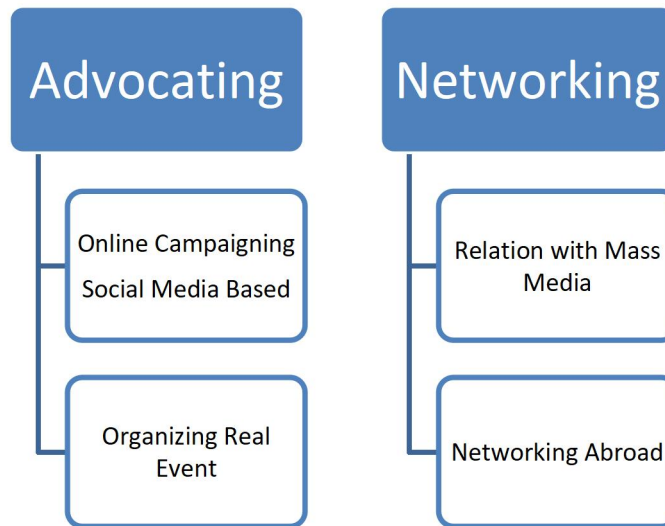 Advocating
Online Campaigning
Social Media Based
Organizing Real
Event
Networking
Relation with Mass
Media
Networking Abroad